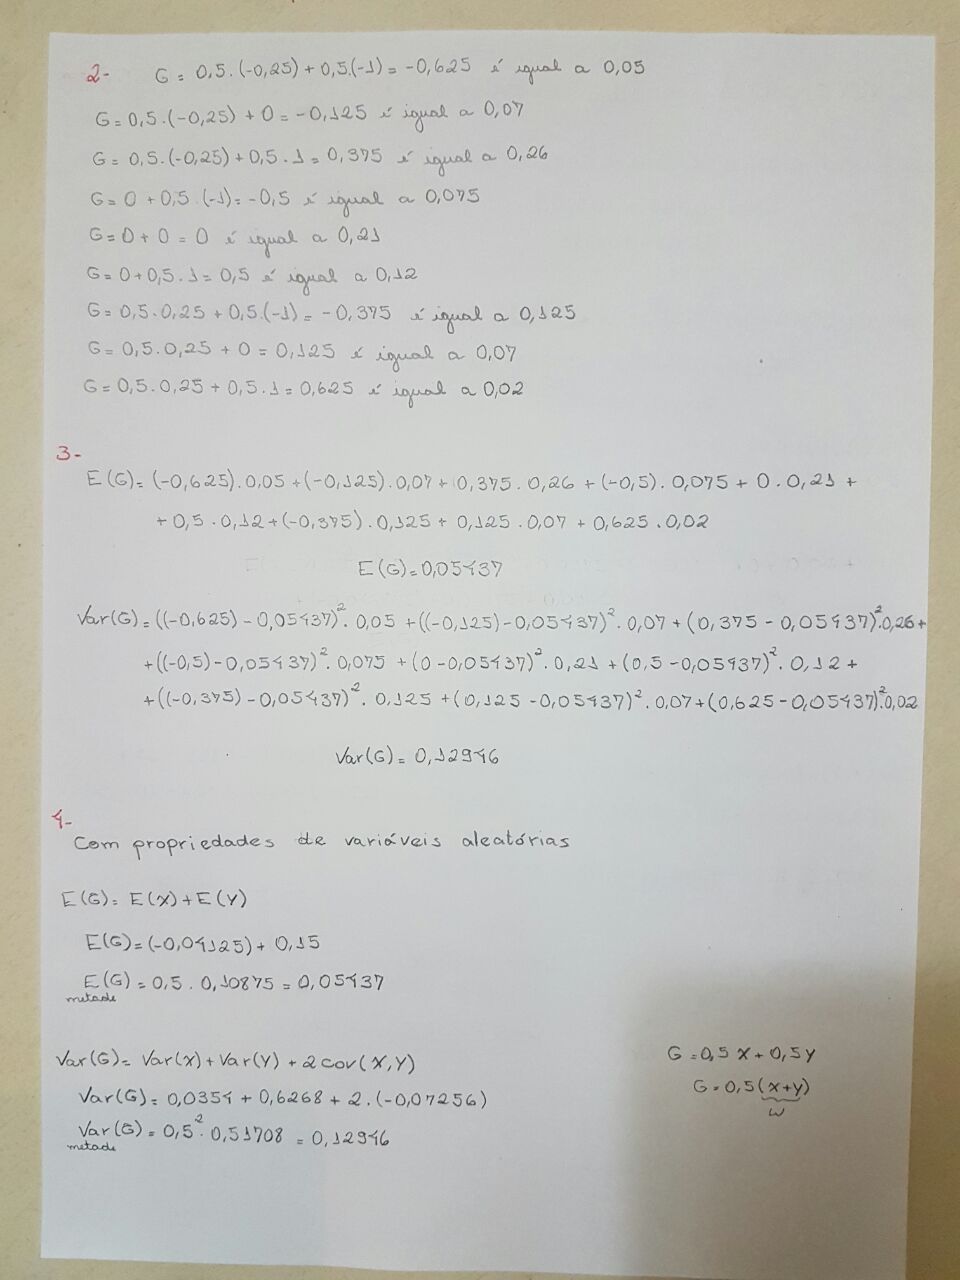 2- G = 0,5.(-0,25) + 0,5.(-1) = -0,625 é igual a 0,05
G = 0,5.(-0,25) + 0 = -0,125 é igual a 0,07
G = 0,5.(-0,25) + 0,5.1 = 0,375 é igual a 0,26
G = 0 + 0,5.(-1) = -0,5 é igual a 0,075
G = 0 + 0 = 0 é igual a 0,21
G = 0 + 0,5.1 = 0,5 é igual a 0,12
G = 0,5.0,25 + 0,5.(-1) = -0,375 é igual a 0,125
G = 0,5.0,25 + 0 = 0,125 é igual a 0,07
G = 0,5.0,25 + 0,5.1 = 0,625 é igual a 0,02
3-
E(G) = (-0,625).0,05 + (-0,125).0,07 + 0,375.0,26 + (-0,5).0,075 + 0.0,21 +
+ 0,5.0,12 + (-0,375).0,125 + 0,125.0,07 + 0,625.0,02
E(G) = 0,05437
Var(G) = ((-0,625) - 0,05437)².0,05 + ((-0,125) - 0,05437)².0,07 + (0,375 - 0,05437)².0,26 +
+ ((-0,5) - 0,05437)².0,075 + (0 - 0,05437)².0,21 + (0,5 - 0,05437)².0,12 +
+ ((-0,375) - 0,05437)².0,125 + (0,125 - 0,05437)².0,07 + (0,625 - 0,05437)².0,02
Var(G) = 0,12946
4-
Com propriedades de variáveis aleatórias
E(G) = E(X) + E(Y)
E(G) = (-0,04125) + 0,15
E(G) = 0,5.0,10875 = 0,05437
metade
Var(G) = Var(X) + Var(Y) + 2cov(X,Y)
Var(G) = 0,0354 + 0,6268 + 2.(-0,07256)
Var(G) = 0,5².0,51708 = 0,12946
metade
G = 0,5X + 0,5Y
G = 0,5(X+Y)
W